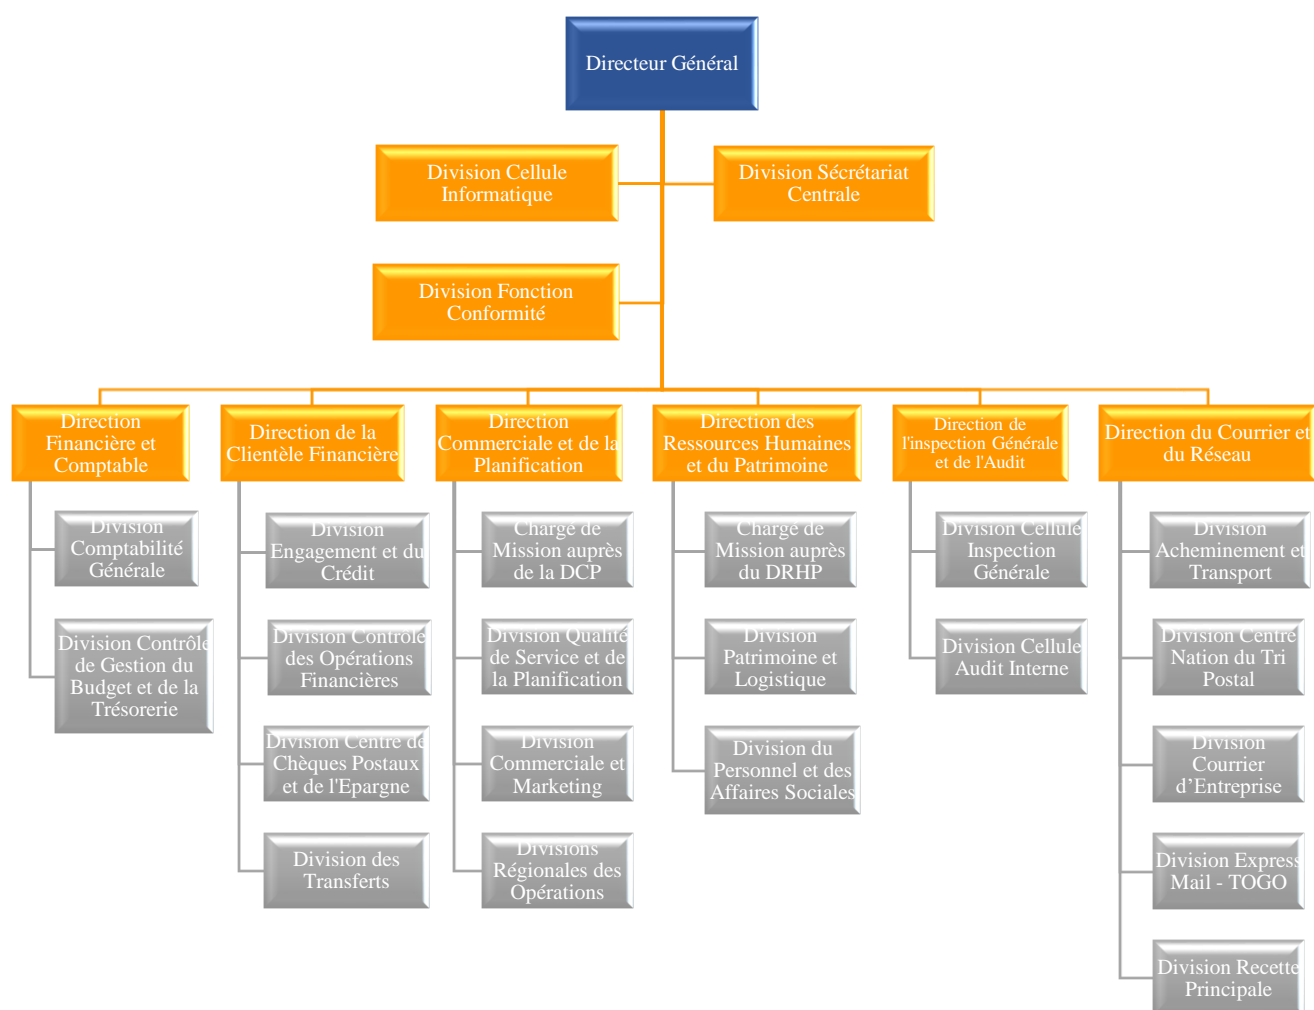 Directeur Général
Division Cellule
Informatique
Division Sécrétariat
Centrale
Division Fonction
Conformité
Direction
Financière et
Comptable
Direction de la
Clientèle Financière
Direction
Commerciale et de la
Planification
Direction des
Ressources Humaines
et du Patrimoine
Direction de
l'inspection Générale
et de l'Audit
Direction du Courrier et
du Réseau
Division
Comptabilité
Générale
Division Contrôle
de Gestion du
Budget et de la
Trésorerie
Division
Engagement et du
Crédit
Division Contrôle
des Opérations
Financières
Division Centre de
Chèques Postaux
et de l'Epargne
Division des
Transferts
Chargé de
Mission auprès
de la DCP
Division Qualité
de Service et de
la Planification
Division
Commerciale et
Marketing
Divisions
Régionales des
Opérations
Chargé de
Mission auprès
du DRHP
Division
Patrimoine et
Logistique
Division du
Personnel et des
Affaires Sociales
Division Cellule
Inspection
Générale
Division Cellule
Audit Interne
Division
Acheminement et
Transport
Division Centre
Nation du Tri
Postal
Division
Courrier
d’Entreprise
Division Express
Mail - TOGO
Division Recette
Principale